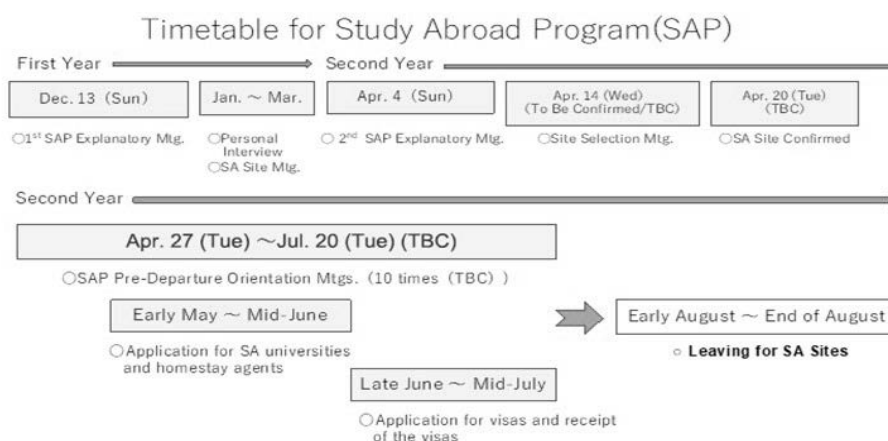 Timetable for Study Abroad Program(SAP)
First Year
Second Year
Dec. 13 (Sun)
Jan. ～ Mar.
Apr. 4 (Sun)
Apr. 14 (Wed)
(To Be Confirmed/TBC)
Apr. 20 (Tue)
(TBC)
○1st SAP Explanatory Mtg.
○Personal
Interview
○SA Site Mtg.
○ 2nd SAP Explanatory Mtg.
○Site Selection Mtg.
○SA Site Confirmed
Second Year
Apr. 27 (Tue) ～Jul. 20 (Tue) (TBC)
○SAP Pre-Departure Orientation Mtgs. (10 times (TBC) )
Early May ～ Mid-June
○Application for SA universities
and homestay agents
Late June ～ Mid-July
○Application for visas and receipt
of the visas
Early August ～ End of August
○ Leaving for SA Sites